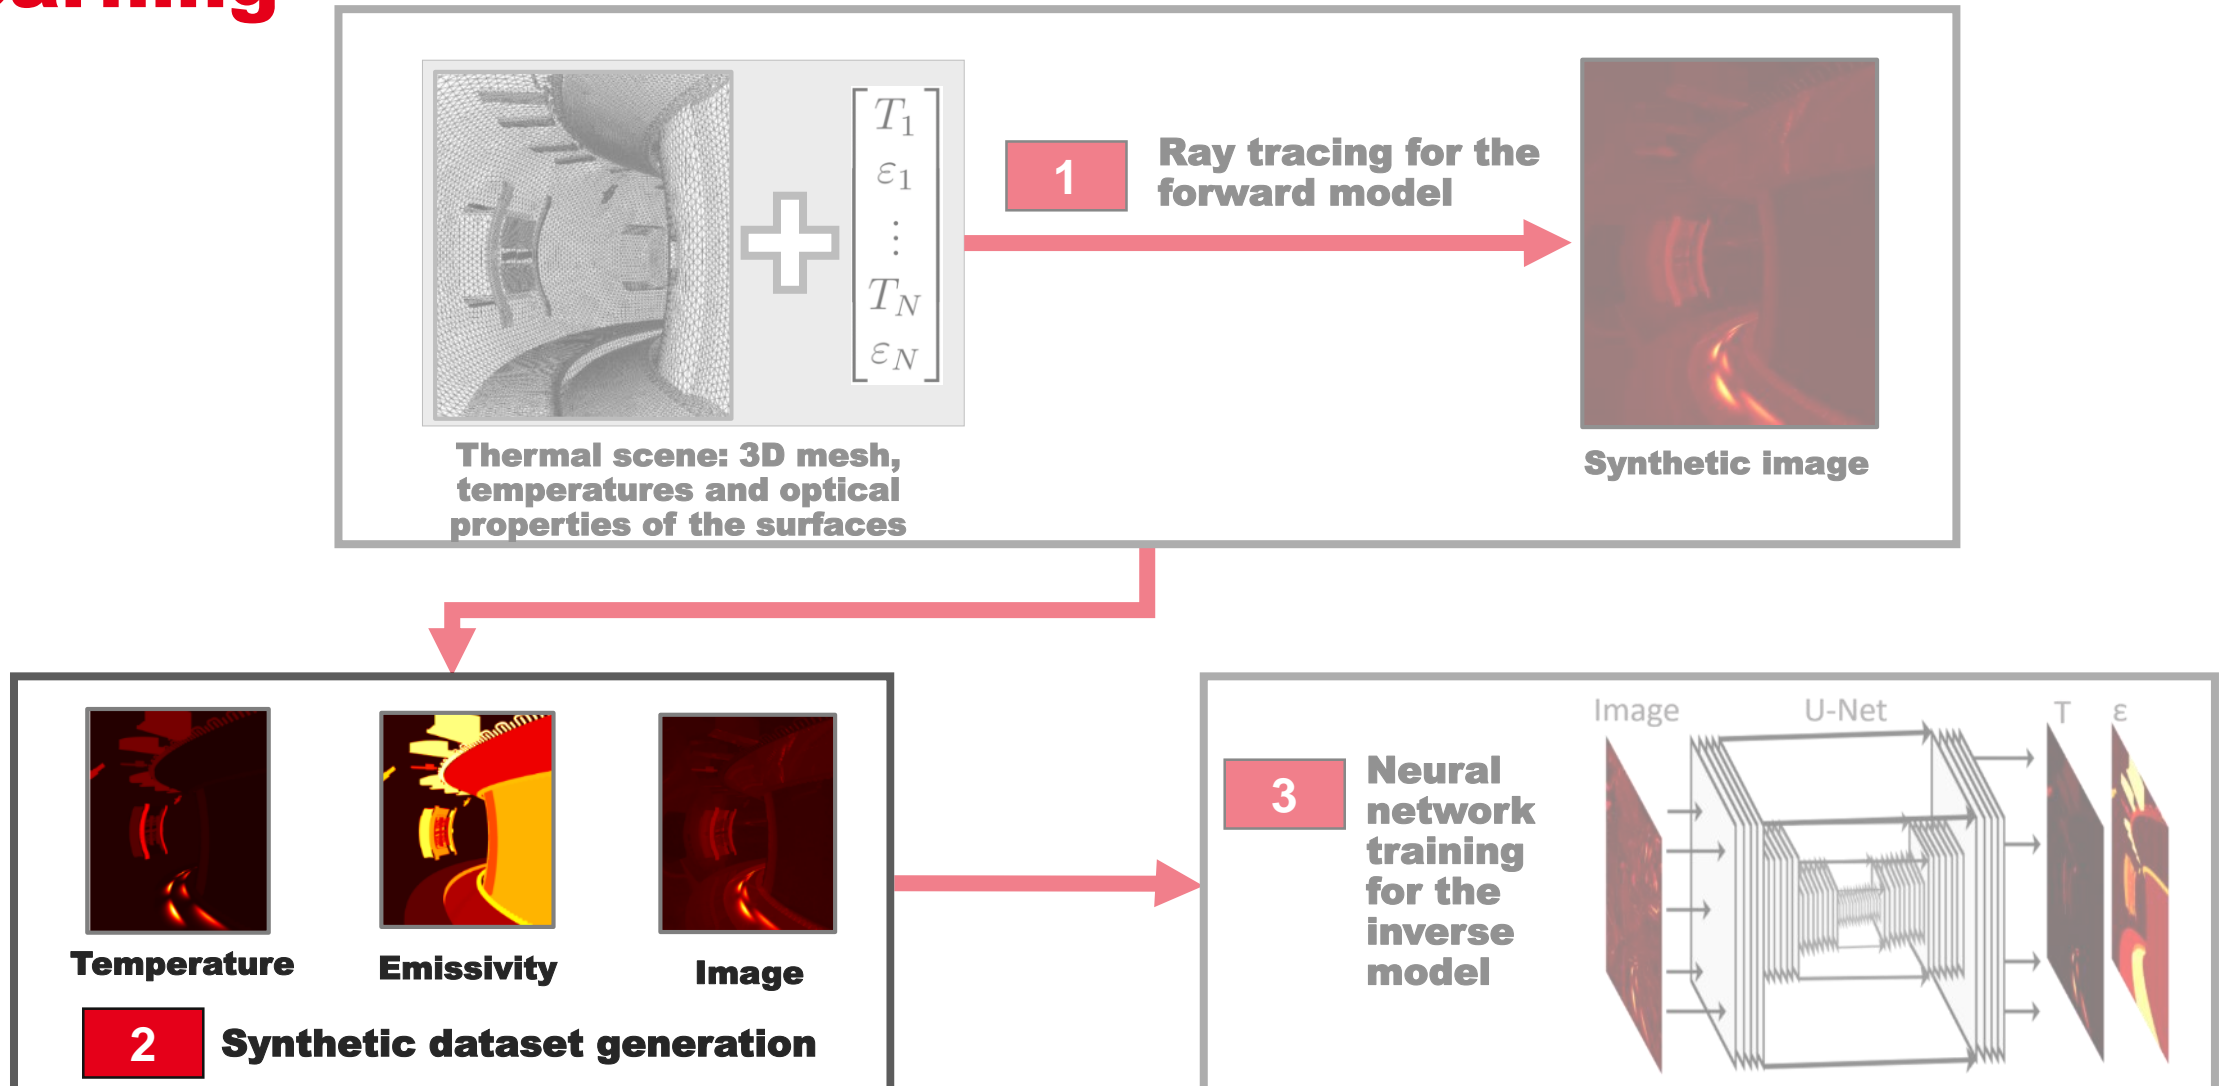 T₁
ε₁
⋮
T_N
ε_N
1
Ray tracing for the
forward model
Thermal scene: 3D mesh,
temperatures and optical
properties of the surfaces
Synthetic image
Temperature
Emissivity
Image
2
Synthetic dataset generation
3
Neural
network
training
for the
inverse
model
Image
U-Net
T
ε